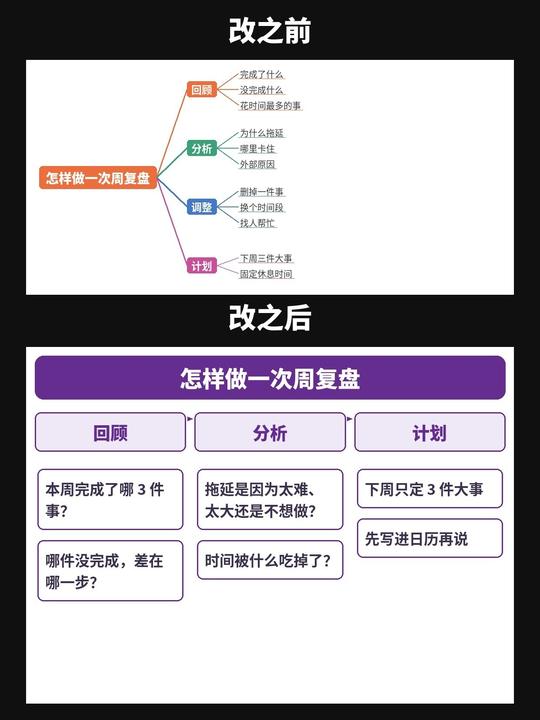 改之前
怎样做一次周复盘
回顾
完成了什么
没完成什么
花时间最多的事
分析
为什么拖延
哪里卡住
外部原因
调整
删掉一件事
换个时间段
找人帮忙
计划
下周三件大事
固定休息时间
改之后
怎样做一次周复盘
回顾
分析
计划
本周完成了哪 3 件
事?
哪件没完成，差在
哪一步?
拖延是因为太难、
太大还是不想做?
时间被什么吃掉了?
下周只定 3 件大事
先写进日历再说